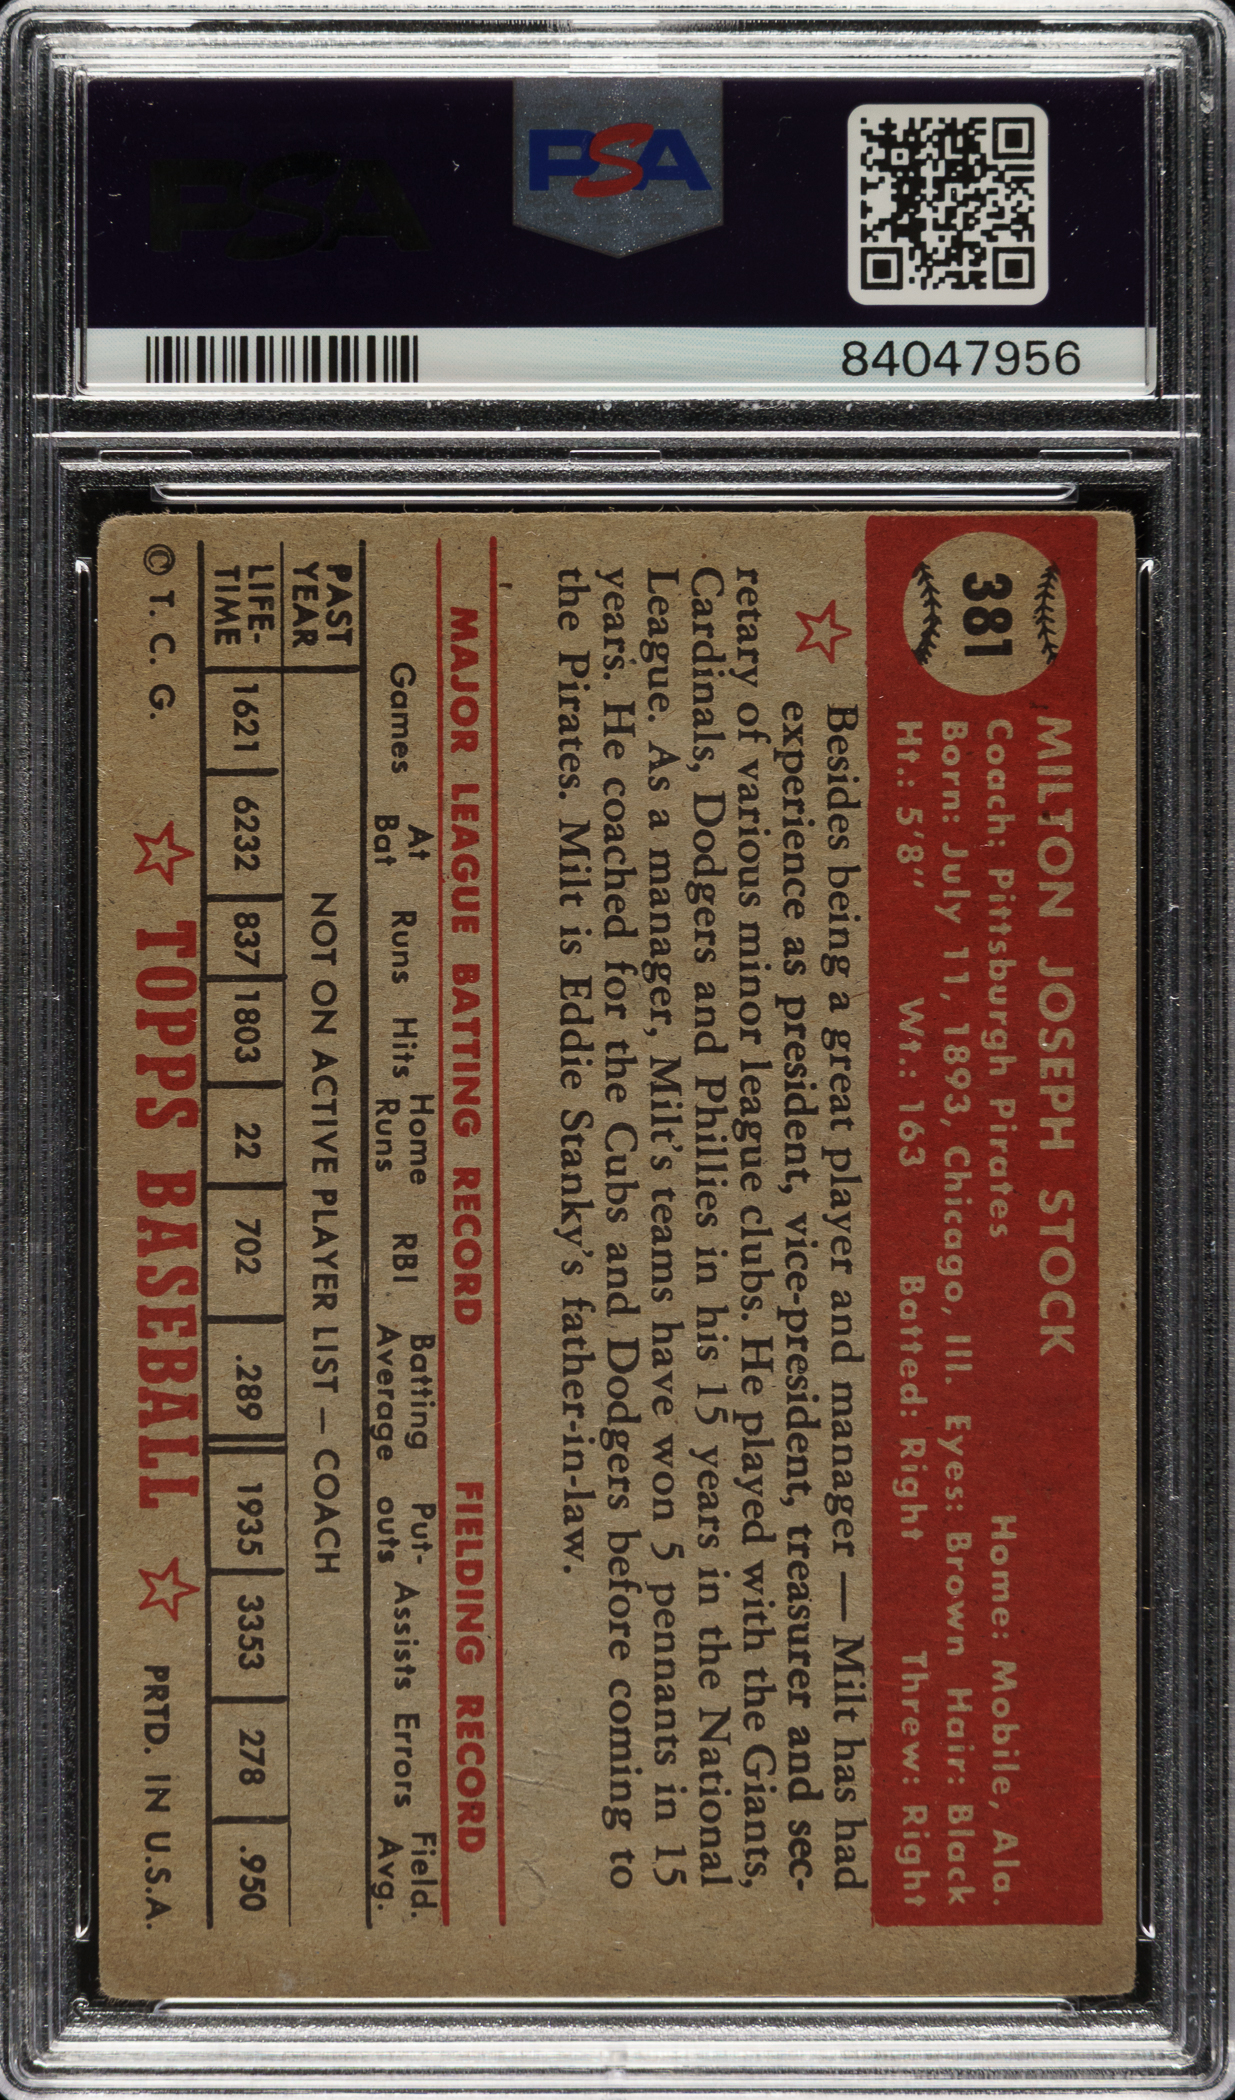 PSA
PSA
84047956
381
MILTON JOSEPH STOCK
Coach: Pittsburgh Pirates Home: Mobile, Ala.
Born: July 11, 1893, Chicago, Ill. Eyes: Brown Hair: Black
Ht.: 5'8" Wt.: 163 Batted: Right Threw: Right
Besides being a great player and manager — Milt has had
experience as president, vice-president, treasurer and sec-
retary of various minor league clubs. He played with the Giants,
Cardinals, Dodgers and Phillies in his 15 years in the National
League. As a manager, Milt's teams have won 5 pennants in 15
years. He coached for the Cubs and Dodgers before coming to
the Pirates. Milt is Eddie Stanky's father-in-law.
MAJOR LEAGUE BATTING RECORD FIELDING RECORD
Games At Bat Runs Hits Home Runs RBI Batting Average Put-outs Assists Errors Field. Avg.
PAST YEAR NOT ON ACTIVE PLAYER LIST — COACH
LIFE-TIME 1621 6232 837 1803 22 702 .289 1935 3353 278 .950
© T. C. G. TOPPS BASEBALL PRTD. IN U.S.A.